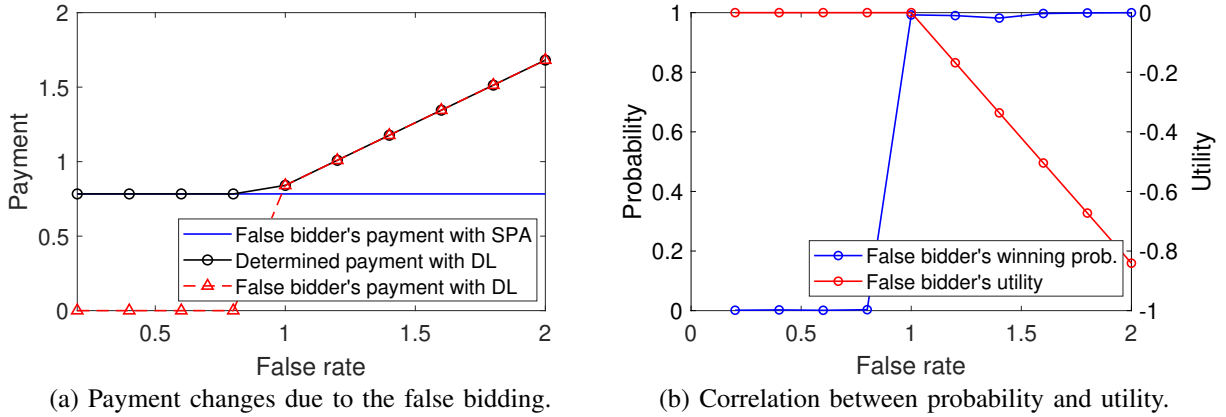 2
1.5
1
0.5
0
Payment
0.5
1
1.5
2
False rate
False bidder's payment with SPA
Determined payment with DL
False bidder's payment with DL
(a) Payment changes due to the false bidding.
1
0.8
0.6
0.4
0.2
0
Probability
0
-0.2
-0.4
-0.6
-0.8
-1
Utility
0
0.5
1
1.5
2
False rate
False bidder's winning prob.
False bidder's utility
(b) Correlation between probability and utility.